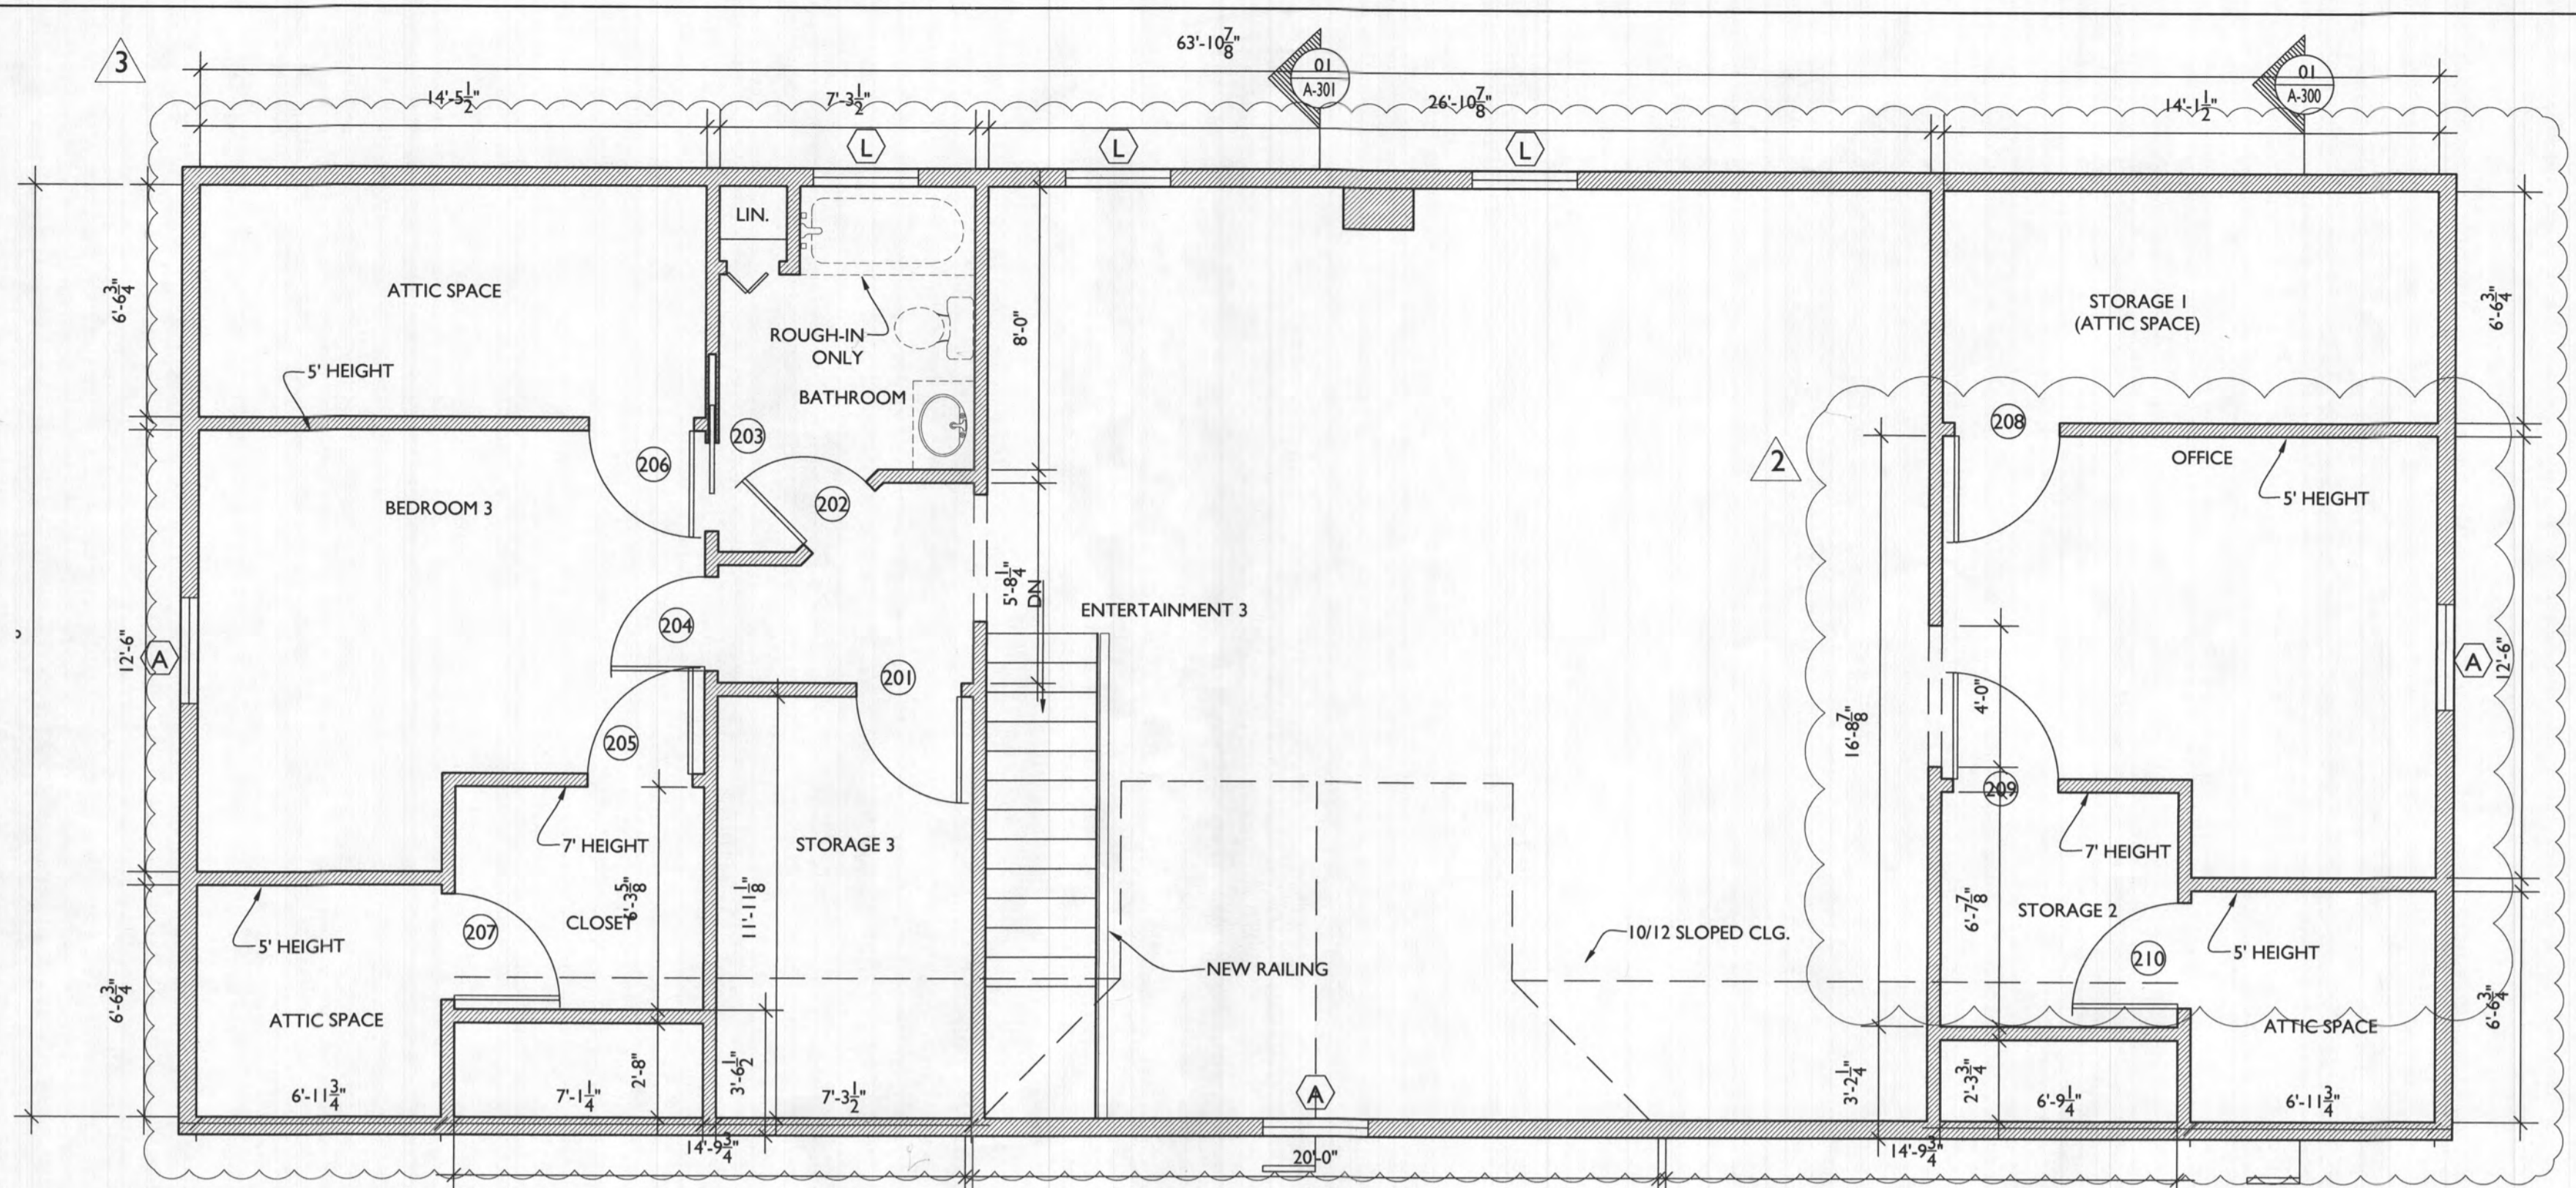 3
63'-10 7/8"
01
A-301
01
A-300
14'-5 1/2"
7'-3 1/2"
26'-10 7/8"
14'-1 1/2"
L
L
L
LIN.
ATTIC SPACE
6'-6 3/4"
STORAGE 1
(ATTIC SPACE)
6'-6 3/4"
ROUGH-IN
ONLY
8'-0"
5' HEIGHT
BATHROOM
203
208
206
2
OFFICE
5' HEIGHT
BEDROOM 3
202
5'-8 1/4"
DN
ENTERTAINMENT 3
204
12'-6"
A
A
12'-6"
201
4'-0"
205
16'-8 7/8"
209
7' HEIGHT
STORAGE 3
7' HEIGHT
6'-3 5/8"
11'-11 1/8"
CLOSET
207
5' HEIGHT
6'-7 7/8"
STORAGE 2
10/12 SLOPED CLG.
210
5' HEIGHT
NEW RAILING
6'-6 3/4"
ATTIC SPACE
ATTIC SPACE
6'-6 3/4"
2'-8"
3'-6 1/2"
3'-2 1/4"
2'-3 3/4"
6'-11 3/4"
7'-1 1/4"
7'-3 1/2"
A
6'-9 1/4"
6'-11 3/4"
14'-9 3/4"
20'-0"
14'-9 3/4"